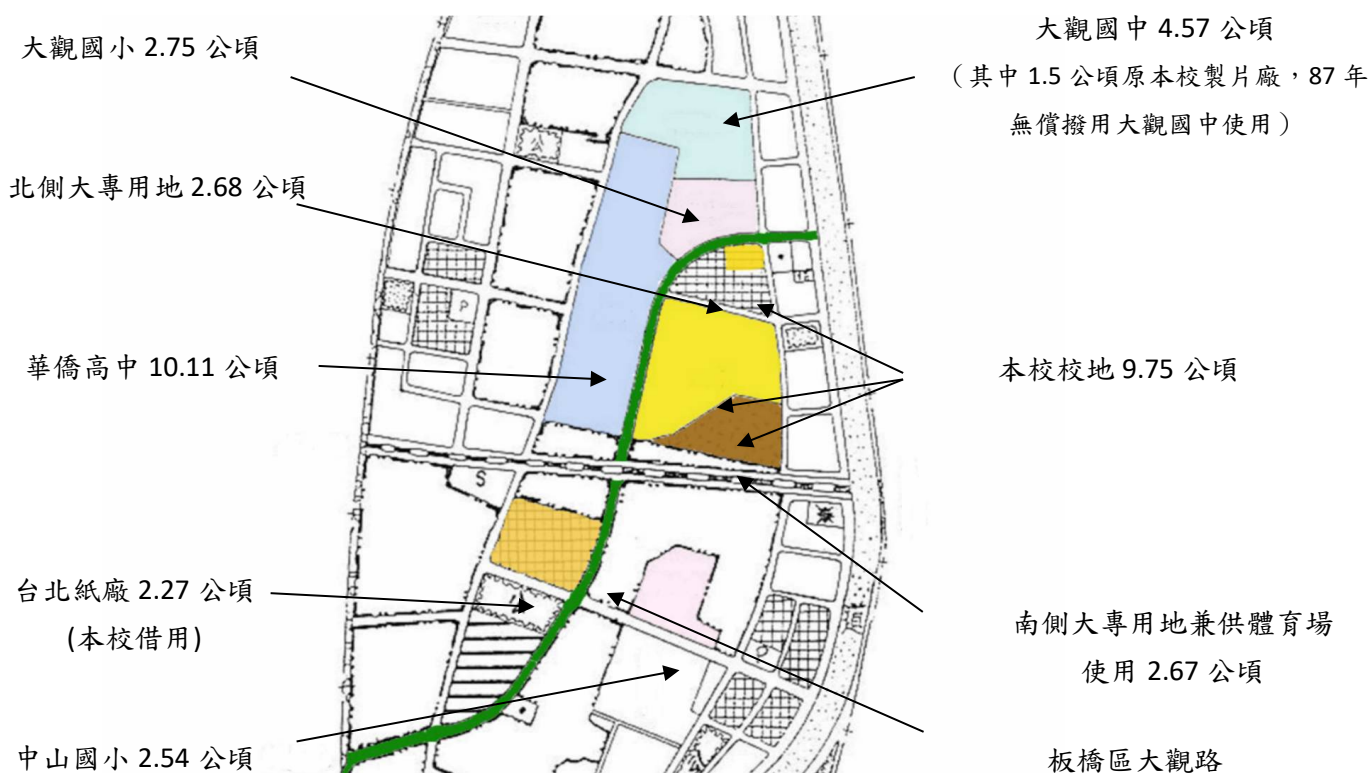 大觀國小 2.75 公頃
北側大專用地 2.68 公頃
華僑高中 10.11 公頃
台北紙廠 2.27 公頃
(本校借用)
中山國小 2.54 公頃
大觀國中 4.57 公頃
（其中 1.5 公頃原本校製片廠，87 年
無償撥用大觀國中使用）
本校校地 9.75 公頃
南側大專用地兼供體育場
使用 2.67 公頃
板橋區大觀路
公
P
S